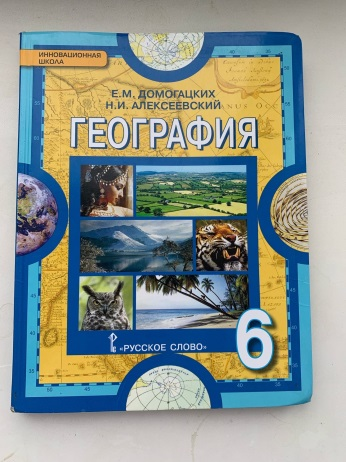 ИННОВАЦИОННАЯ
ШКОЛА
Е.М. ДОМОГАЦКИХ
Н.И. АЛЕКСЕЕВСКИЙ
ГЕОГРАФИЯ
«РУССКОЕ СЛОВО»
6